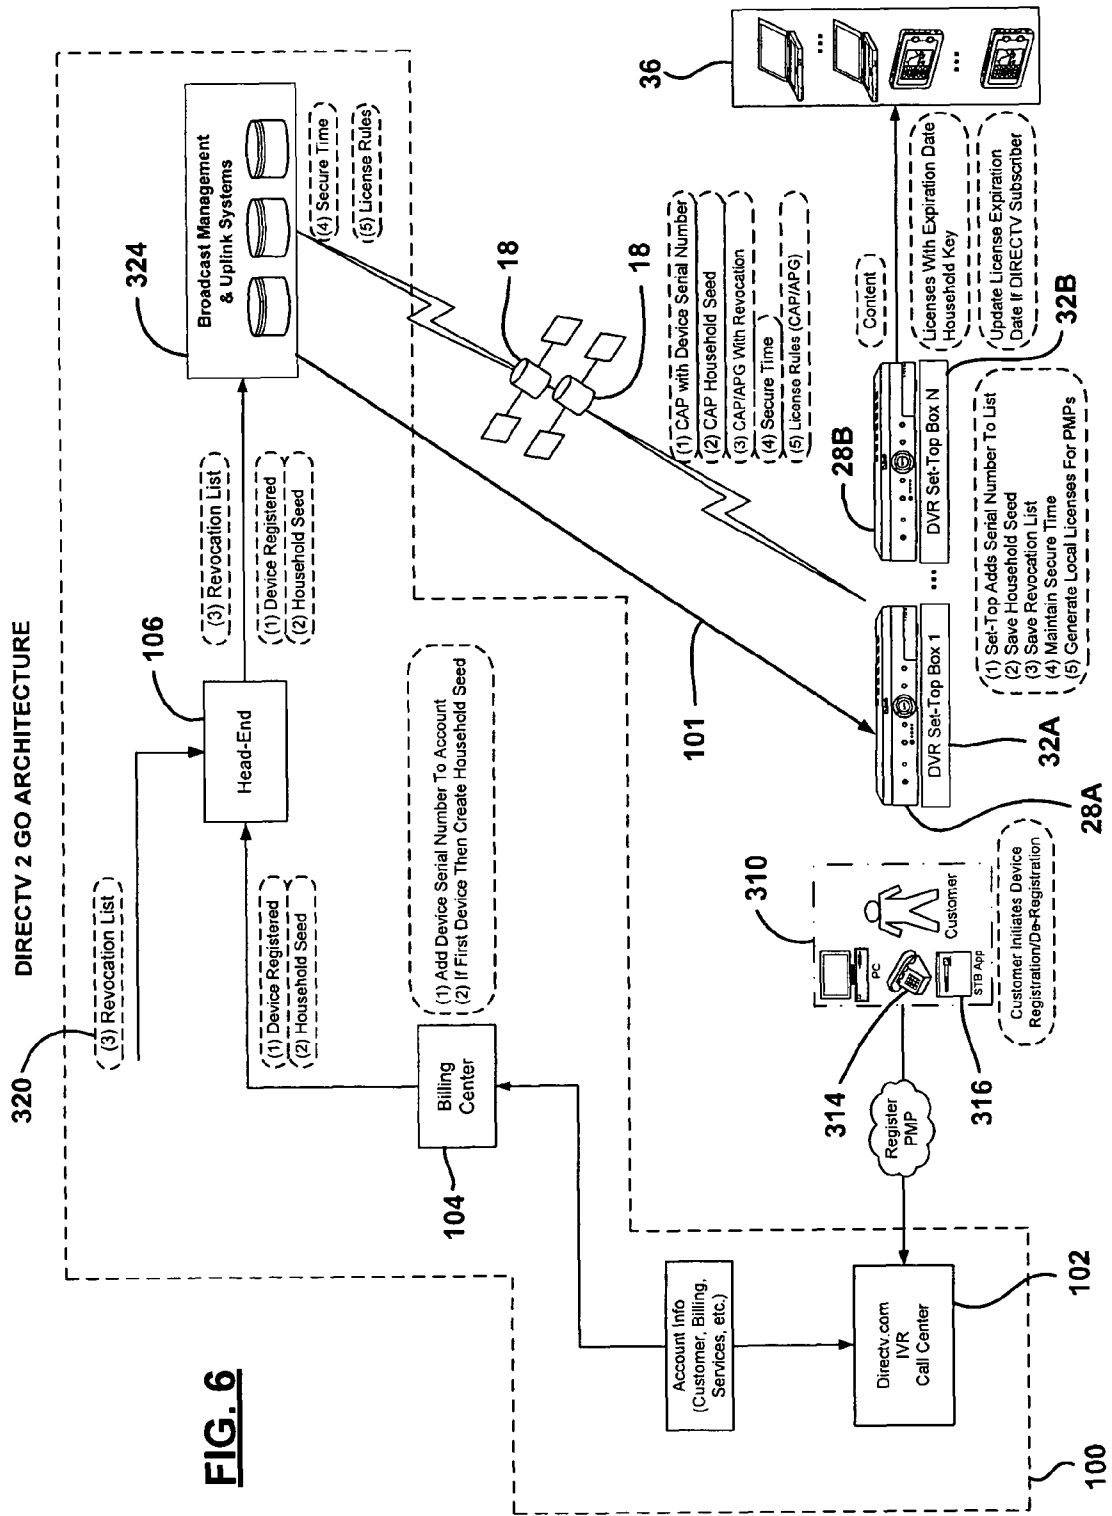 DIRECTV 2 GO ARCHITECTURE
320
(3) Revocation List
106
Head-End
(3) Revocation List
(1) Device Registered
(2) Household Seed
324
Broadcast Management
& Uplink Systems
(4) Secure Time
(5) License Rules
(1) Device Registered
(2) Household Seed
104
Billing
Center
(1) Add Device Serial Number To Account
(2) If First Device Then Create Household Seed
101
18
18
(1) CAP with Device Serial Number
(2) CAP Household Seed
(3) CAP/APG With Revocation
(4) Secure Time
(5) License Rules (CAP/APG)
36
...
...
Content
Licenses With Expiration Date
Household Key
Update License Expiration
Date If DIRECTV Subscriber
FIG. 6
Account Info
(Customer, Billing,
Services, etc.)
Directv.com
IVR
Call Center
102
100
Register
PMP
310
PC
Customer
STB App
314
316
Customer Initiates Device
Registration/De-Registration
28A
DVR Set-Top Box 1
32A
...
28B
DVR Set-Top Box N
32B
(1) Set-Top Adds Serial Number To List
(2) Save Household Seed
(3) Save Revocation List
(4) Maintain Secure Time
(5) Generate Local Licenses For PMPs